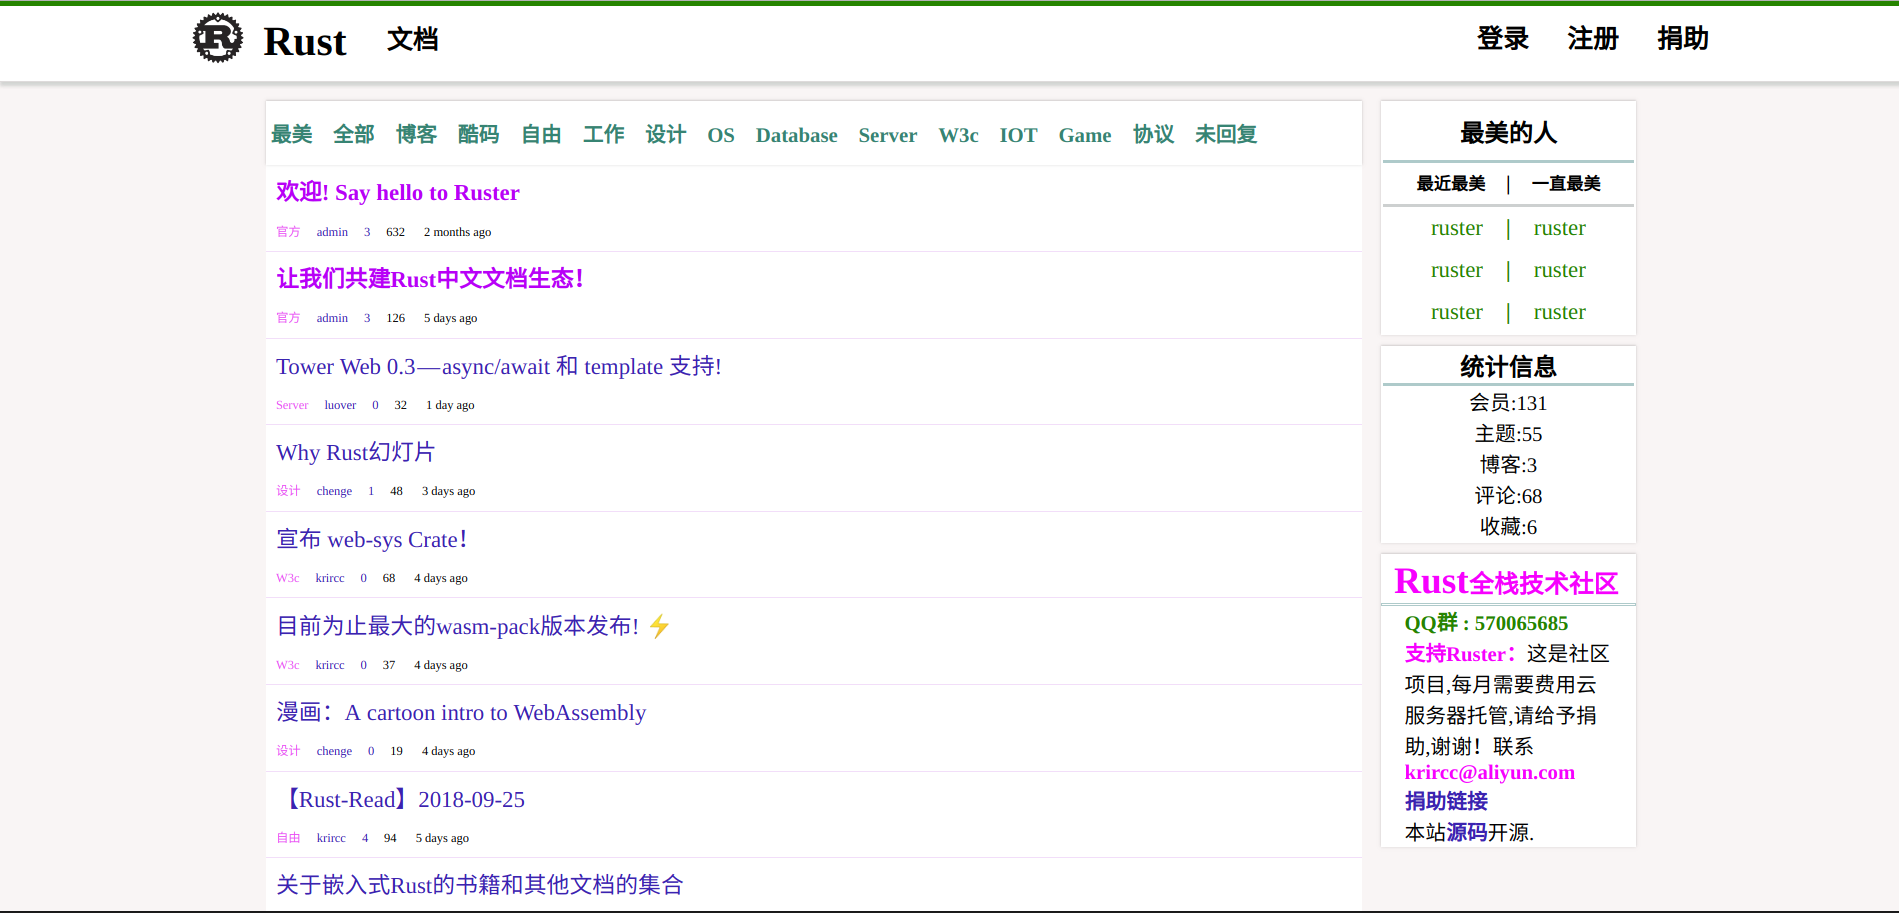 Rust 文档 登录 注册 捐助
最美 全部 博客 酷码 自由 工作 设计 OS Database Server W3c IOT Game 协议 未回复
欢迎! Say hello to Ruster
官方 admin 3 632 2 months ago
让我们共建Rust中文文档生态！
官方 admin 3 126 5 days ago
Tower Web 0.3 — async/await 和 template 支持!
Server luover 0 32 1 day ago
Why Rust幻灯片
设计 chenge 1 48 3 days ago
宣布 web-sys Crate！
W3c krircc 0 68 4 days ago
目前为止最大的wasm-pack版本发布! ⚡
W3c krircc 0 37 4 days ago
漫画：A cartoon intro to WebAssembly
设计 chenge 0 19 4 days ago
【Rust-Read】2018-09-25
自由 krircc 4 94 5 days ago
关于嵌入式Rust的书籍和其他文档的集合
最美的人
最近最美 | 一直最美
ruster | ruster
ruster | ruster
ruster | ruster
统计信息
会员:131
主题:55
博客:3
评论:68
收藏:6
Rust全栈技术社区
QQ群 : 570065685
支持Ruster：这是社区
项目,每月需要费用云
服务器托管,请给予捐
助,谢谢！联系
krircc@aliyun.com
捐助链接
本站源码开源.